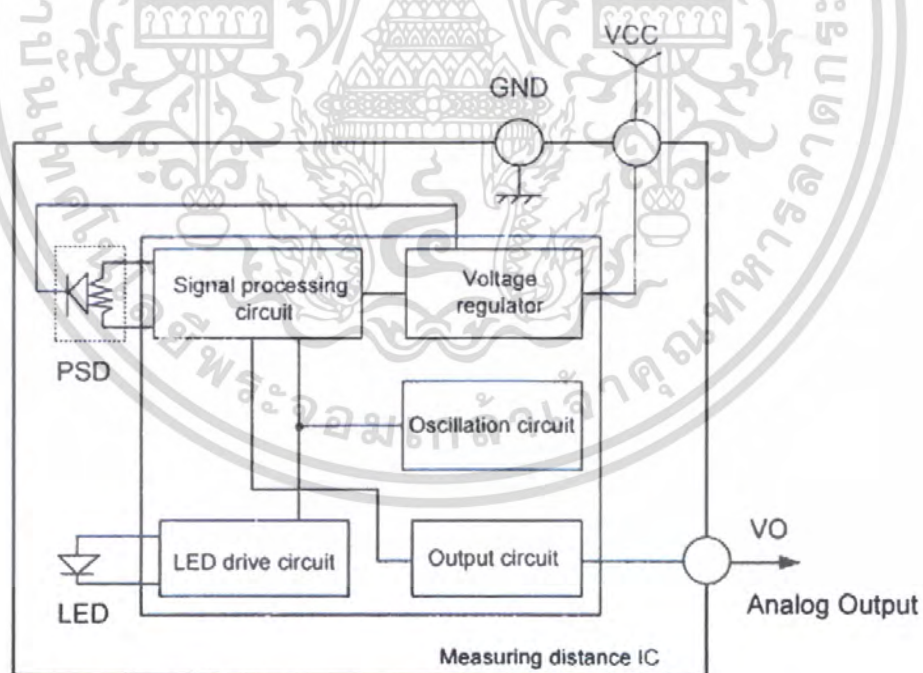 VCC
GND
Signal processing
circuit
Voltage
regulator
PSD
Oscillation circuit
LED drive circuit
Output circuit
VO
LED
Analog Output
Measuring distance IC